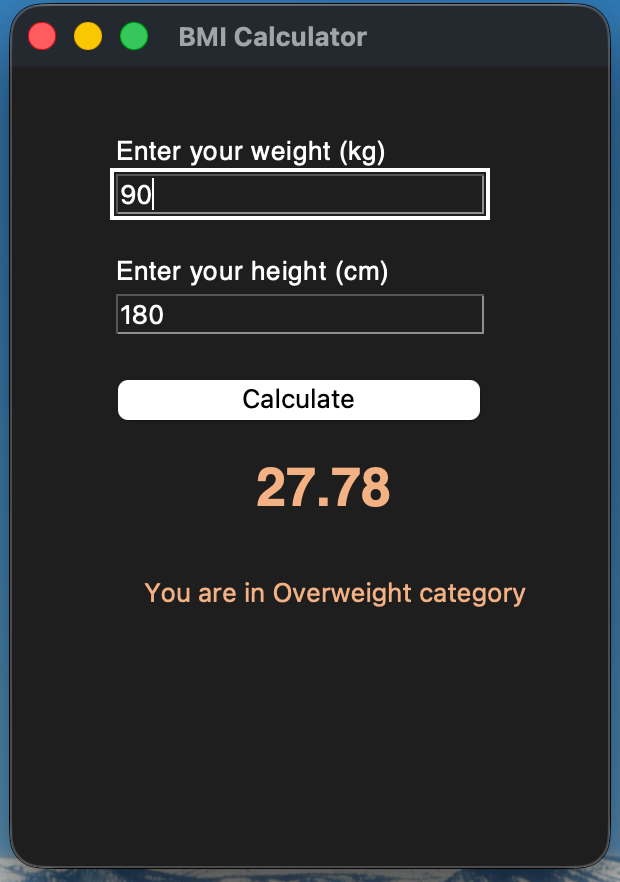 BMI Calculator
Enter your weight (kg)
90
Enter your height (cm)
180
Calculate
27.78
You are in Overweight category